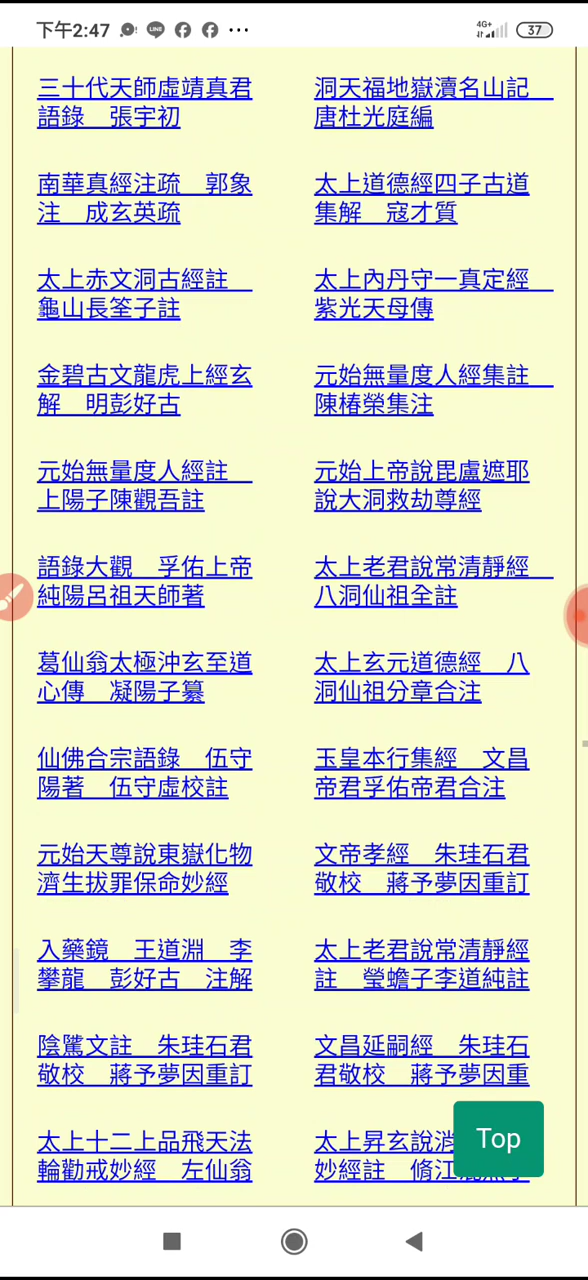 下午2:47
4G+
37
三十代天師虛靖真君
語錄　張宇初
洞天福地嶽瀆名山記
唐杜光庭編
南華真經注疏　郭象
注　成玄英疏
太上道德經四子古道
集解　寇才質
太上赤文洞古經註
龜山長筌子註
太上內丹守一真定經
紫光天母傳
金碧古文龍虎上經玄
解　明彭好古
元始無量度人經集註
陳椿榮集注
元始無量度人經註
上陽子陳觀吾註
元始上帝說毘盧遮耶
說大洞救劫尊經
語錄大觀　孚佑上帝
純陽呂祖天師著
太上老君說常清靜經
八洞仙祖全註
葛仙翁太極沖玄至道
心傳　凝陽子纂
太上玄元道德經　八
洞仙祖分章合注
仙佛合宗語錄　伍守
陽著　伍守虛校註
玉皇本行集經　文昌
帝君孚佑帝君合注
元始天尊說東嶽化物
濟生拔罪保命妙經
文帝孝經　朱珪石君
敬校　蔣予夢因重訂
入藥鏡　王道淵　李
攀龍　彭好古　注解
太上老君說常清靜經
註　瑩蟾子李道純註
陰騭文註　朱珪石君
敬校　蔣予夢因重訂
文昌延嗣經　朱珪石
君敬校　蔣予夢因重
太上十二上品飛天法
輪勸戒妙經　左仙翁
太上昇玄說消
妙經註　脩江
Top